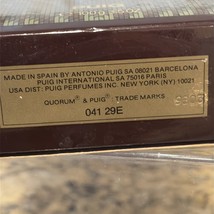 MADE IN SPAIN BY ANTONIO PUIG SA 08021 BARCELONA
PUIG INTERNATIONAL SA 75016 PARIS
USA DIST: PUIG PERFUMES INC. NEW YORK (NY) 10021
QUORUM® & PUIG® TRADE MARKS
041 29E